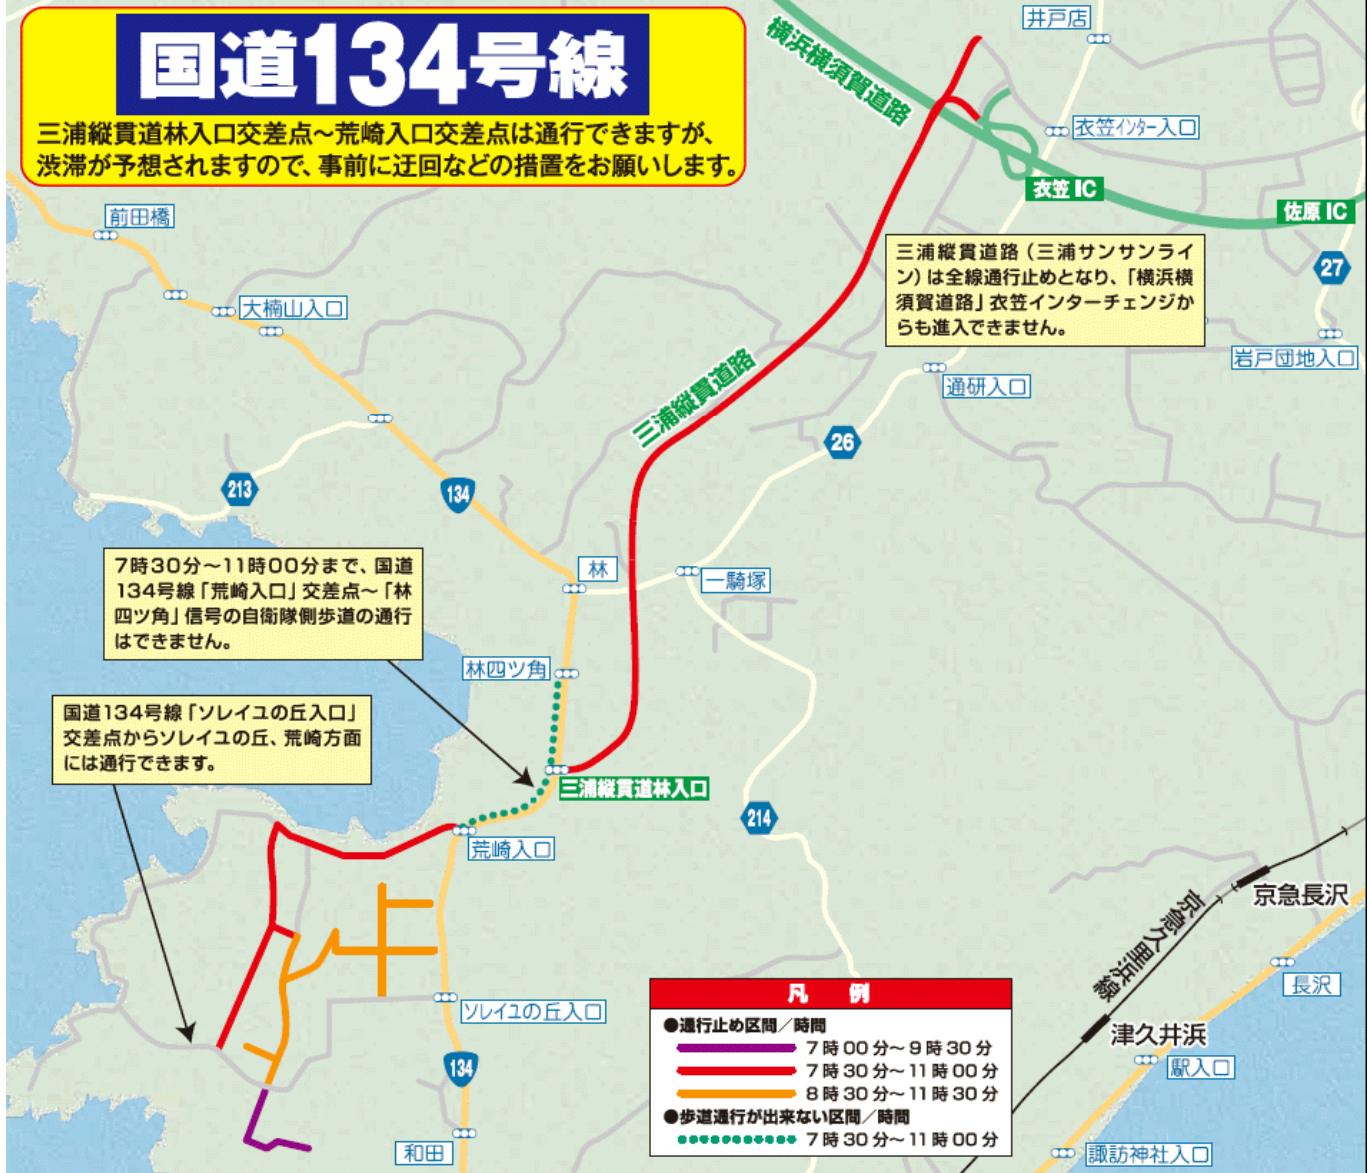 国道134号線
三浦縦貫道林入口交差点～荒崎入口交差点は通行できますが、
渋滞が予想されますので、事前に迂回などの措置をお願いします。
井戸店
横浜横須賀道路
衣笠インター入口
衣笠 IC
佐原 IC
前田橋
大楠山入口
三浦縦貫道路（三浦サンサンライ
ン）は全線通行止めとなり、「横浜横
須賀道路」衣笠インターチェンジか
らも進入できません。
27
岩戸団地入口
通研入口
三浦縦貫道路
26
213
134
7時30分～11時00分まで、国道
134号線「荒崎入口」交差点～「林
四ツ角」信号の自衛隊側歩道の通行
はできません。
林
一騎塚
林四ツ角
国道134号線「ソレイユの丘入口」
交差点からソレイユの丘、荒崎方面
には通行できます。
三浦縦貫道林入口
214
荒崎入口
京急長沢
京急久里浜線
長沢
ソレイユの丘入口
津久井浜
駅入口
134
和田
諏訪神社入口
凡 例
●通行止め区間／時間
7時00分～9時30分
7時30分～11時00分
8時30分～11時30分
●歩道通行が出来ない区間／時間
7時30分～11時00分